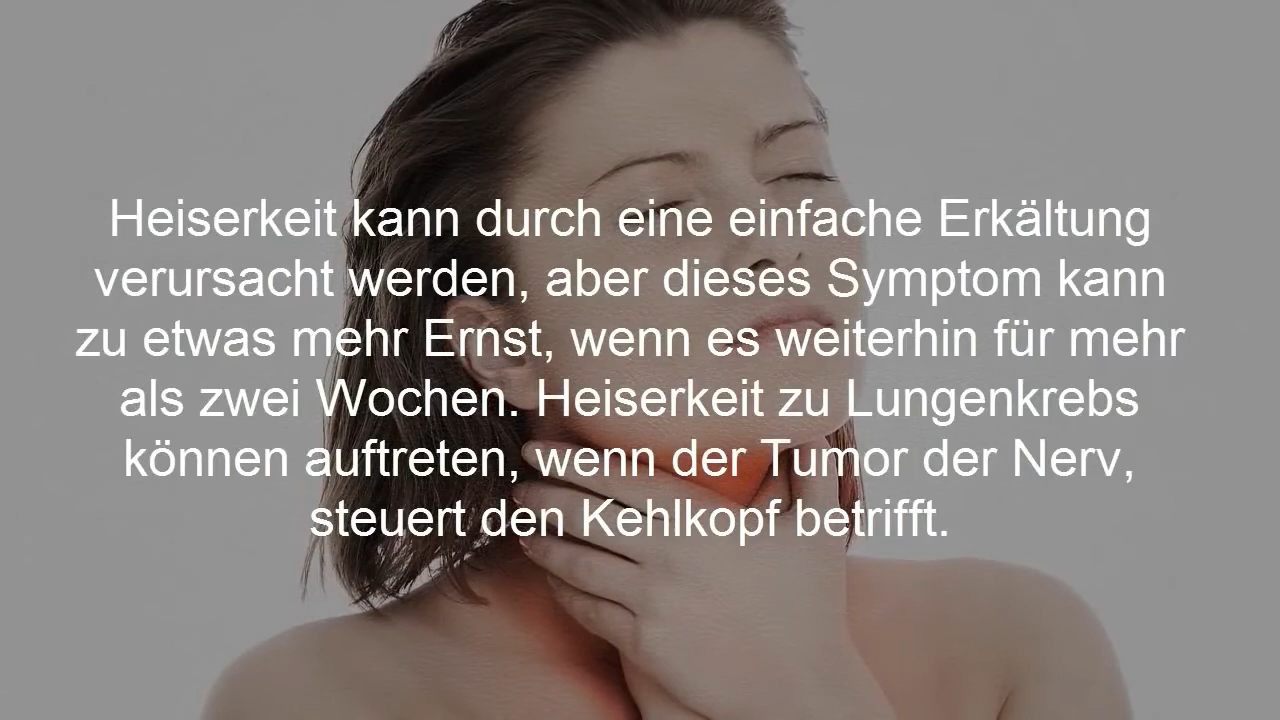 Heiserkeit kann durch eine einfache Erkältung
verursacht werden, aber dieses Symptom kann
zu etwas mehr Ernst, wenn es weiterhin für mehr
als zwei Wochen. Heiserkeit zu Lungenkrebs
können auftreten, wenn der Tumor der Nerv,
steuert den Kehlkopf betrifft.